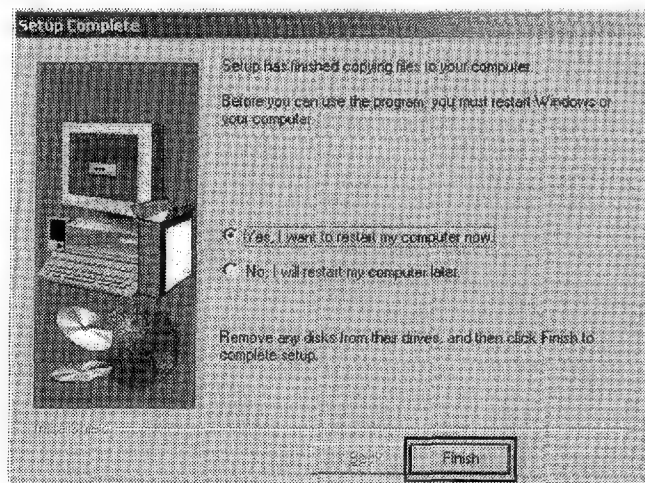 Setup Complete
Setup has finished copying files to your computer.
Before you can use the program, you must restart Windows or
your computer.
Yes, I want to restart my computer now.
No, I will restart my computer later.
Remove any disks from their drives, and then click Finish to
complete setup.
Back Finish